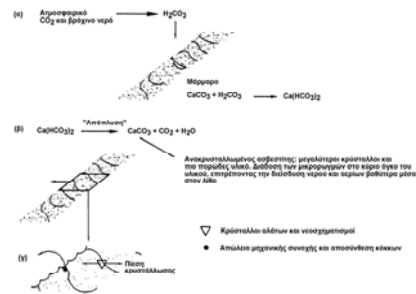 (α)
Ατμοσφαιρικό
CO2 και βρόχινο νερό
H2CO3
Μάρμαρο
CaCO3 + H2CO3
Ca(HCO3)2
(β)
Ca(HCO3)2
"Απόπλυση"
CaCO3 + CO2 + H2O
Ανακρυσταλλωμένος ασβεστίτης: μεγαλύτεροι κρύσταλλοι και
πιο πορώδες υλικό. Διάδοση των μικρορωγμών στο κύριο όγκο του
υλικού, επιτρέποντας την διείσδυση νερού και αερίων βαθύτερα μέσα
στον λίθο
(γ)
Πίεση
κρυστάλλωσης
Κρύσταλλοι αλάτων και νεοσχηματισμοί
Απώλεια μηχανικής συνοχής και αποσύνθεση κόκκων